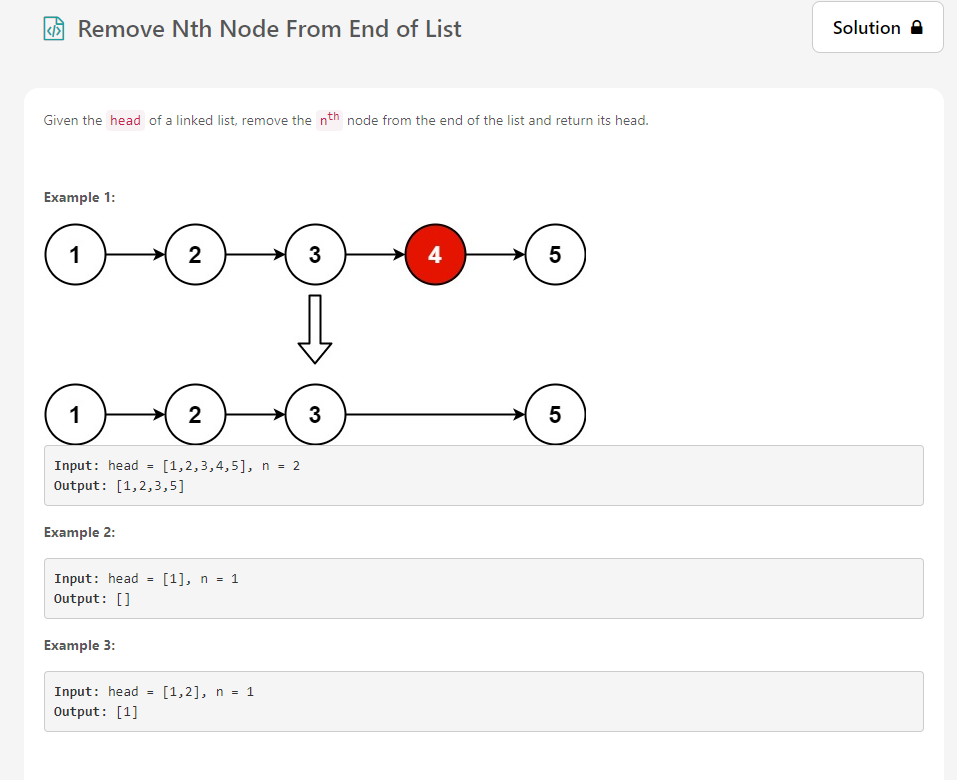 Remove Nth Node From End of List
Solution
Given the head of a linked list, remove the nth node from the end of the list and return its head.
Example 1:
1 2 3 4 5
1 2 3 5
Input: head = [1,2,3,4,5], n = 2
Output: [1,2,3,5]
Example 2:
Input: head = [1], n = 1
Output: []
Example 3:
Input: head = [1,2], n = 1
Output: [1]